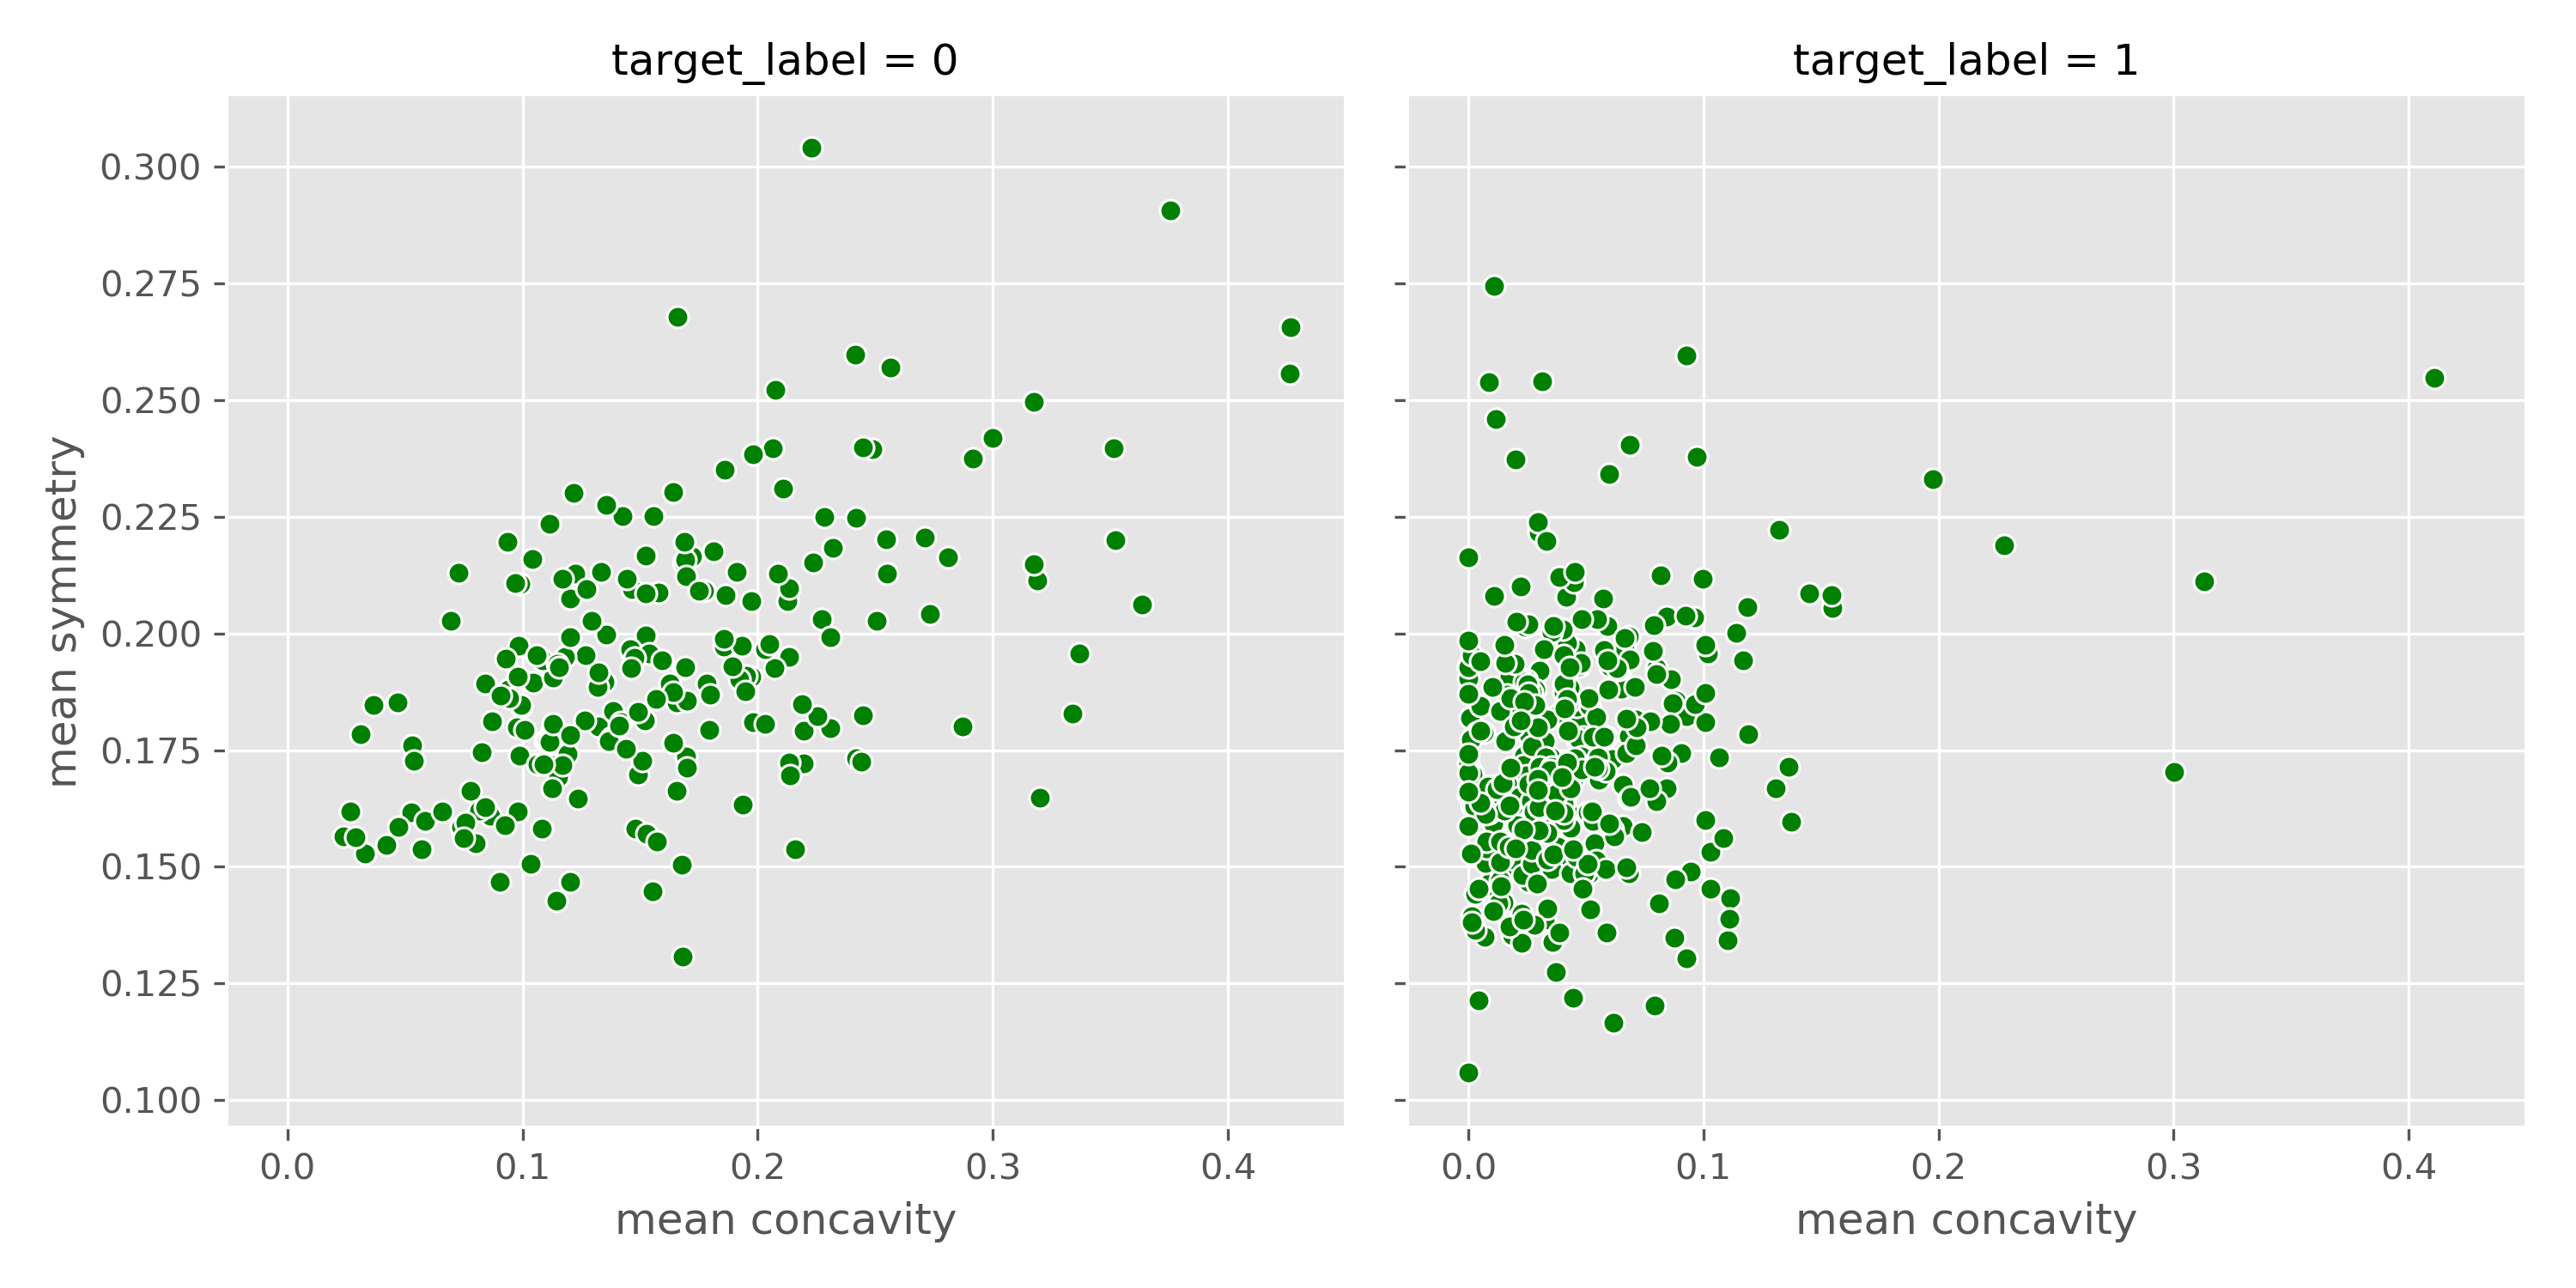 target_label = 0
target_label = 1
mean symmetry
0.300
0.275
0.250
0.225
0.200
0.175
0.150
0.125
0.100
0.0 0.1 0.2 0.3 0.4
0.0 0.1 0.2 0.3 0.4
mean concavity
mean concavity